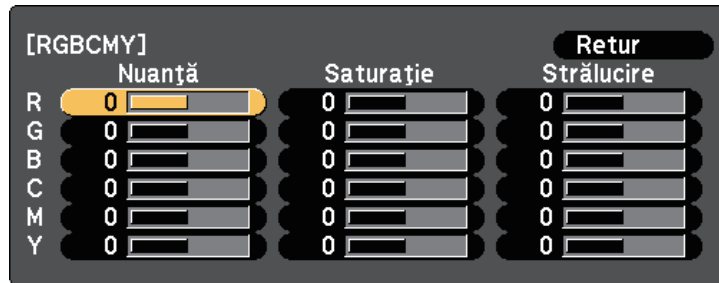 [RGBCMY] Retur
Nuanţă Saturaţie Strălucire
R 0 0 0
G 0 0 0
B 0 0 0
C 0 0 0
M 0 0 0
Y 0 0 0